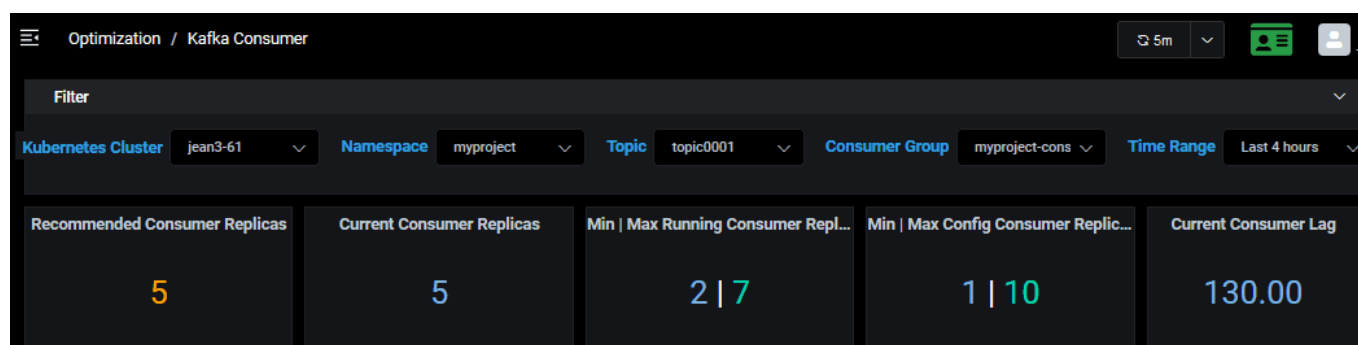 Optimization / Kafka Consumer
5m
Filter
Kubernetes Cluster jean3-61 Namespace myproject Topic topic0001 Consumer Group myproject-cons Time Range Last 4 hours
Recommended Consumer Replicas Current Consumer Replicas Min | Max Running Consumer Repl... Min | Max Config Consumer Replic... Current Consumer Lag
5 5 2 | 7 1 | 10 130.00